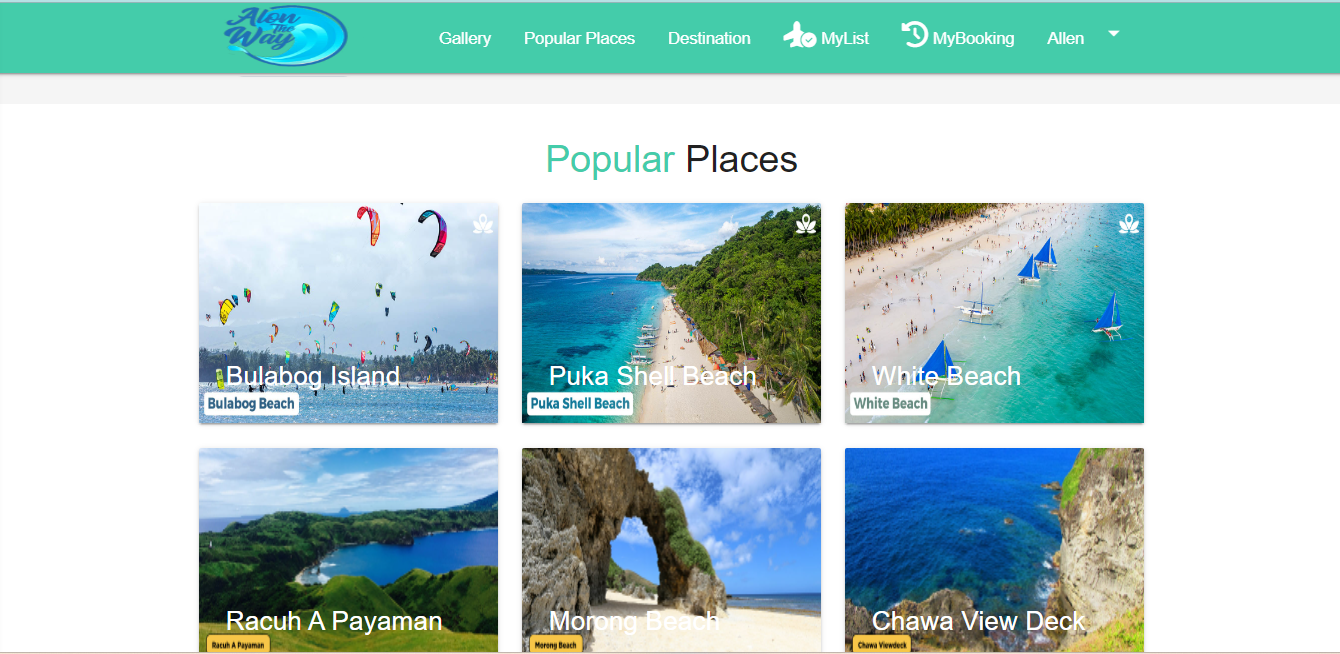 Alon
The
Way
Gallery
Popular Places
Destination
MyList
MyBooking
Allen
Popular Places
Bulabog Island
Bulabog Beach
Puka Shell Beach
Puka Shell Beach
White Beach
White Beach
Racuh A Payaman
Racuh A Payaman
Morong Beach
Morong Beach
Chawa View Deck
Chawa Viewdeck